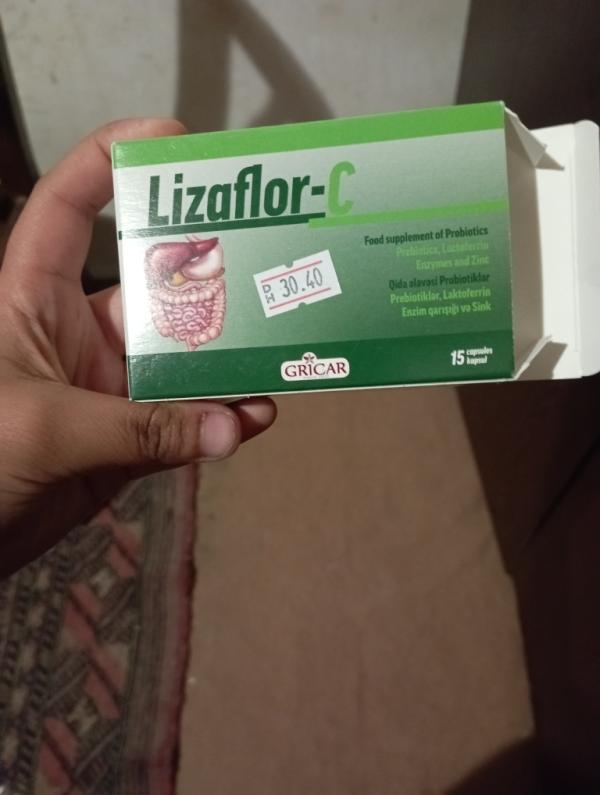 Lizaflor-C
Food supplement of Probiotics
Prebiotics, Lactoferrin
Enzymes and Zinc
Qida əlavəsi Probiotiklər
Prebiotiklər, Laktoferrin
Enzim qarışığı və Sink
PH 30.40
GRICAR
15 capsules
kapsul